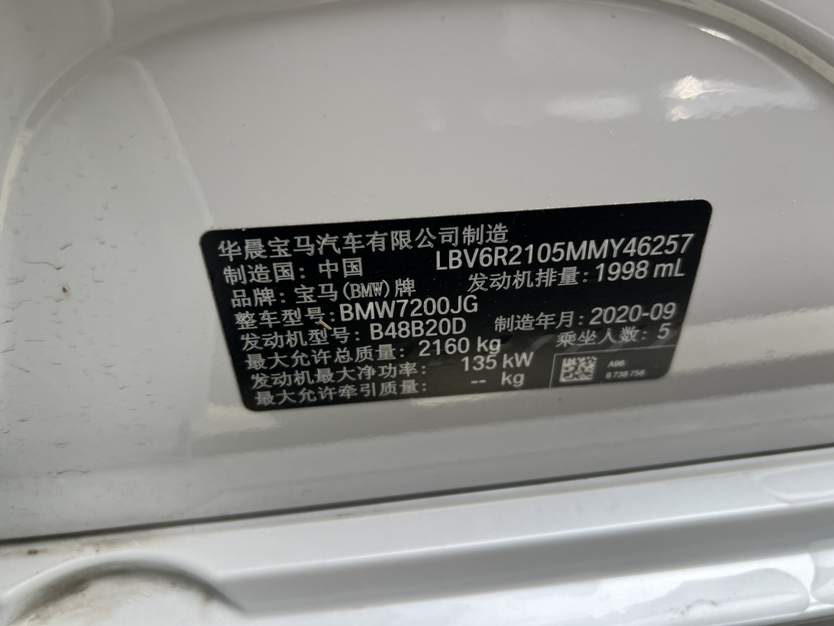 华晨宝马汽车有限公司制造
LBV6R2105MMY46257
制造国：中国
发动机排量：1998 mL
品牌：宝马(BMW)牌
整车型号：BMW7200JG
制造年月：2020-09
发动机型号：B48B20D
乘坐人数：5
最大允许总质量：2160 kg
发动机最大净功率：135 kW
最大允许牵引质量：-- kg
A96